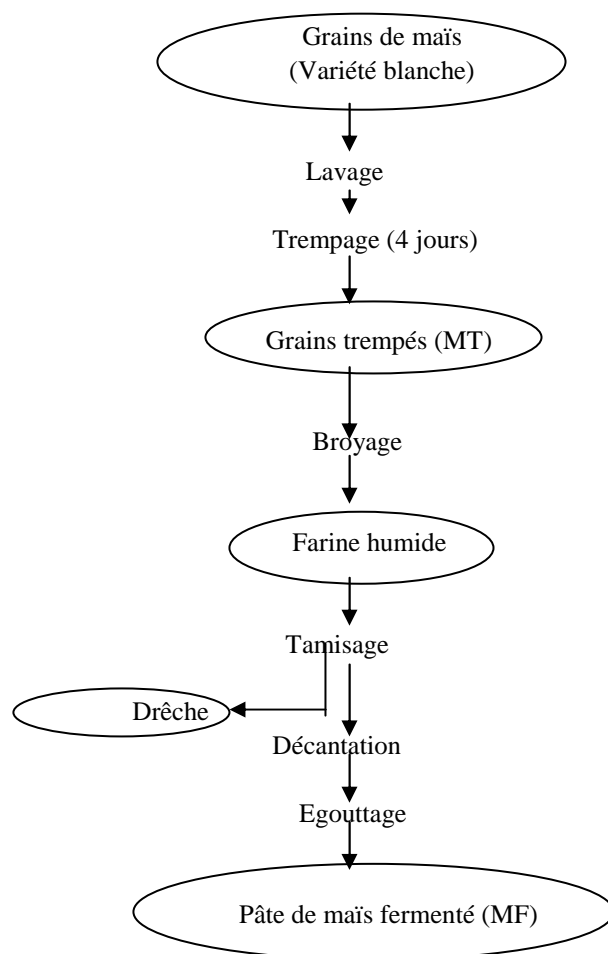 Grains de maïs
(Variété blanche)
Lavage
Trempage (4 jours)
Grains trempés (MT)
Broyage
Farine humide
Tamisage
Drêche
Décantation
Egouttage
Pâte de maïs fermenté (MF)